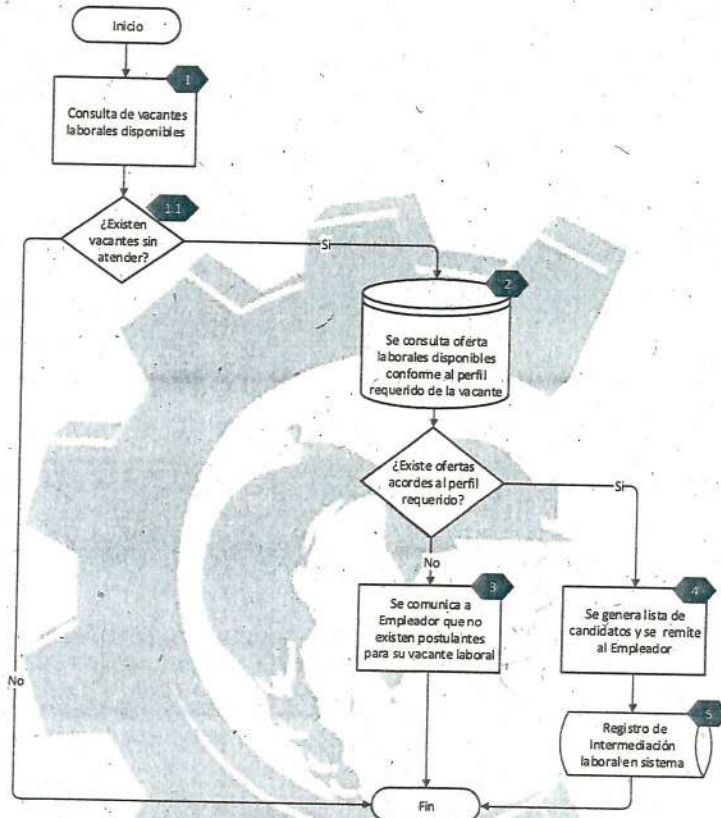 Inicio
1
Consulta de vacantes
laborales disponibles
1.1
¿Existen
vacantes sin
atender?
Si
2
Se consulta oferta
laborales disponibles
conforme al perfil
requerido de la vacante
¿Existe ofertas
acordes al perfil
requerido?
Si
No
3
Se comunica a
Empleador que no
existen postulantes
para su vacante laboral
4
Se genera lista de
candidatos y se remite
al Empleador
No
5
Registro de
Intermediación
laboral en sistema
Fin